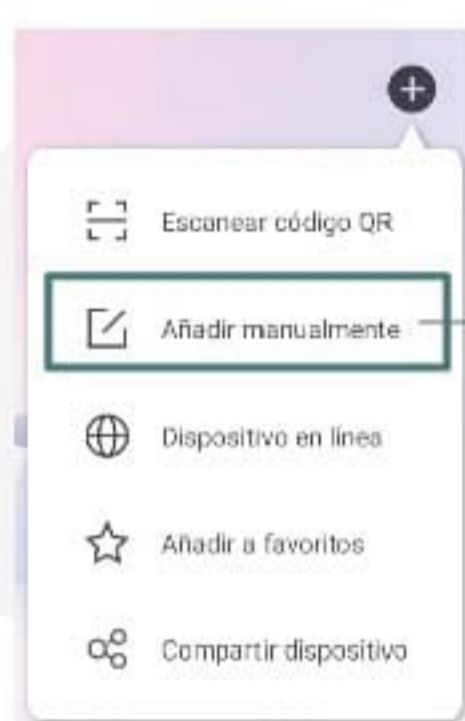 Escanear código QR
Añadir manualmente
Dispositivo en línea
Añadir a favoritos
Compartir dispositivo